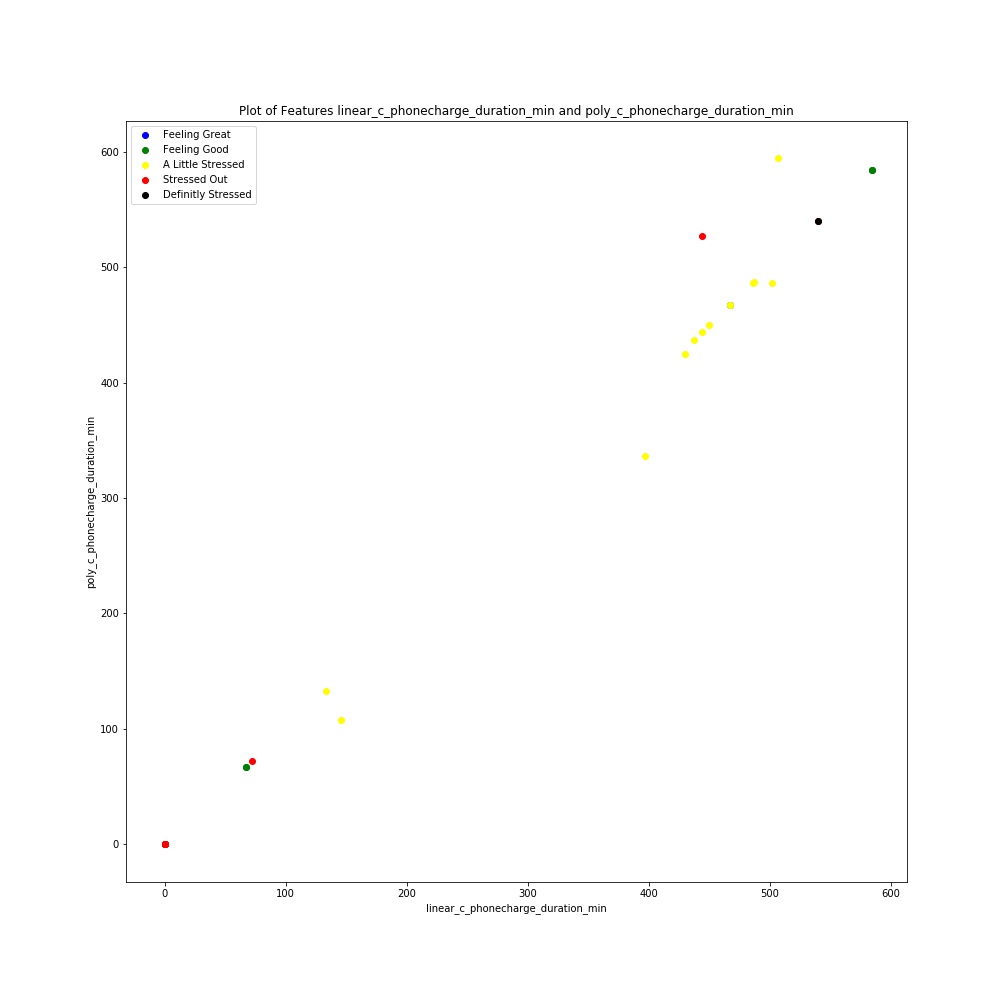 Plot of Features linear_c_phonecharge_duration_min and poly_c_phonecharge_duration_min
Feeling Great
Feeling Good
A Little Stressed
Stressed Out
Definitly Stressed
600
500
400
300
200
100
0
poly_c_phonecharge_duration_min
0 100 200 300 400 500 600
linear_c_phonecharge_duration_min